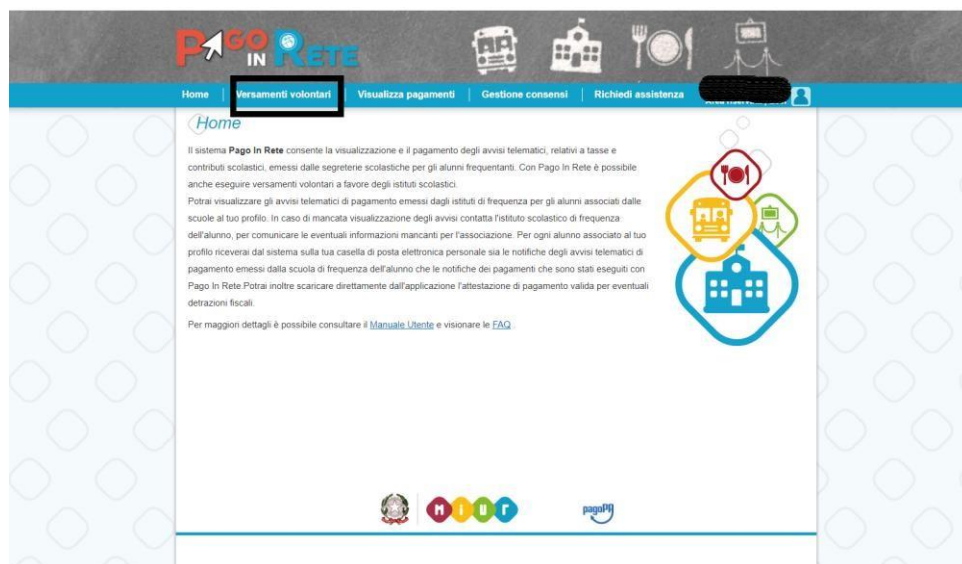 PAGO IN RETE
Home | Versamenti volontari | Visualizza pagamenti | Gestione consensi | Richiedi assistenza
Home
Il sistema Pago In Rete consente la visualizzazione e il pagamento degli avvisi telematici, relativi a tasse e
contributi scolastici, emessi dalle segreterie scolastiche per gli alunni frequentanti. Con Pago In Rete è possibile
anche eseguire versamenti volontari a favore degli istituti scolastici.
Potrai visualizzare gli avvisi telematici di pagamento emessi dagli istituti di frequenza per gli alunni associati dalle
scuole al tuo profilo. In caso di mancata visualizzazione degli avvisi contatta l'istituto scolastico di frequenza
dell'alunno, per comunicare le eventuali informazioni mancanti per l'associazione. Per ogni alunno associato al tuo
profilo riceverai dal sistema sulla tua casella di posta elettronica personale sia le notifiche degli avvisi telematici di
pagamento emessi dalla scuola di frequenza dell'alunno che le notifiche dei pagamenti che sono stati eseguiti con
Pago In Rete.Potrai inoltre scaricare direttamente dall'applicazione l'attestazione di pagamento valida per eventuali
detrazioni fiscali.
Per maggiori dettagli è possibile consultare il Manuale Utente e visionare le FAQ .
MIUR
pagoPA